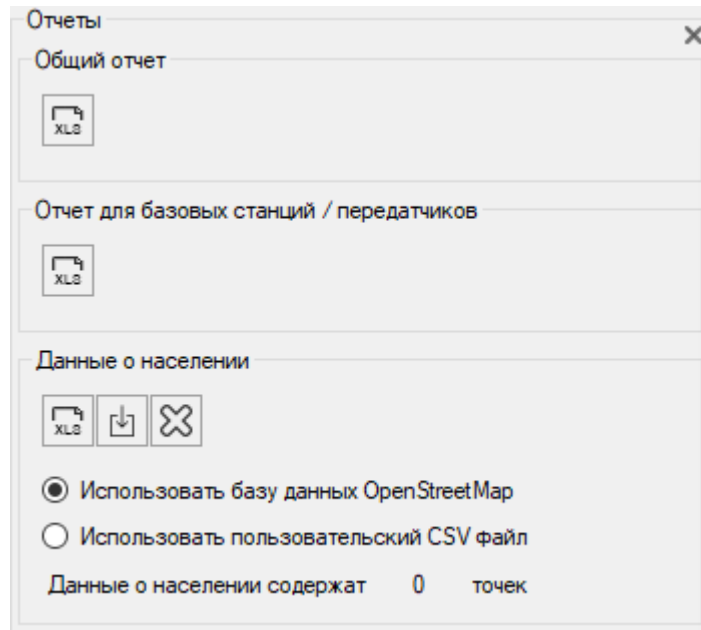 Отчеты
Общий отчет
XLS
Отчет для базовых станций / передатчиков
XLS
Данные о населении
XLS
Использовать базу данных OpenStreetMap
Использовать пользовательский CSV файл
Данные о населении содержат 0 точек